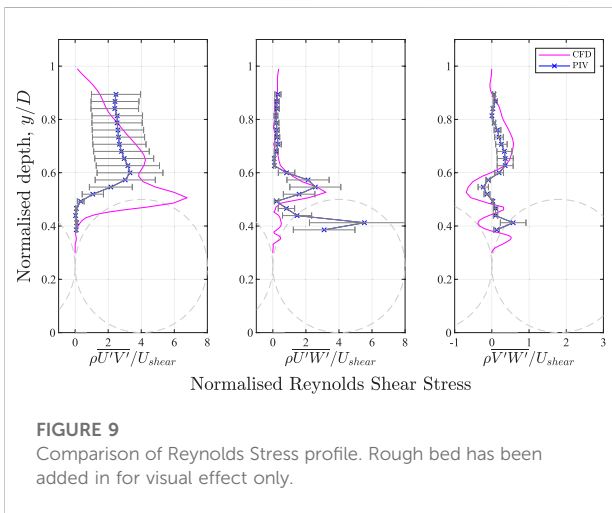 CFD
PIV
Normalised depth, y/D
1
0.8
0.6
0.4
0.2
0
0 2 4 6 8
ρU'V'/U_shear
1
0.8
0.6
0.4
0.2
0
0 2 4 6 8
ρU'W'/U_shear
1
0.8
0.6
0.4
0.2
0
-1 0 1 2 3
ρV'W'/U_shear
Normalised Reynolds Shear Stress
FIGURE 9
Comparison of Reynolds Stress profile. Rough bed has been
added in for visual effect only.